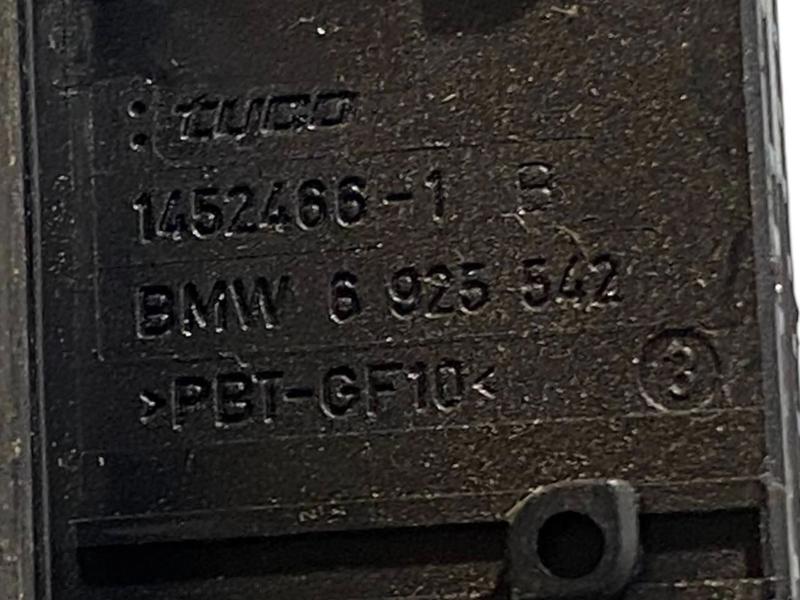 tyco
1452466-1 B
BMW 6 925 542
>PBT-GF10<
3